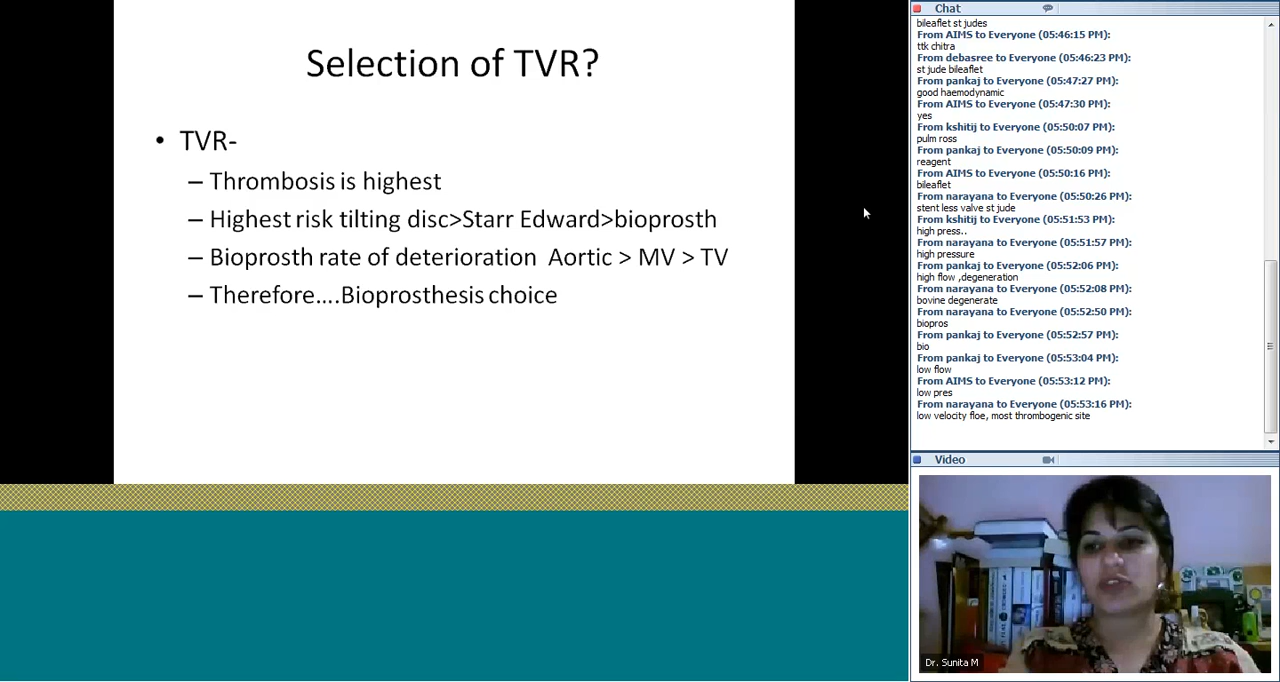 Selection of TVR?
• TVR-
– Thrombosis is highest
– Highest risk tilting disc>Starr Edward>bioprosth
– Bioprosth rate of deterioration Aortic > MV > TV
– Therefore....Bioprosthesis choice
Chat
bileaflet st judes
From AIMS to Everyone (05:46:15 PM):
ttk chitra
From debasree to Everyone (05:46:23 PM):
st jude bileaflet
From pankaj to Everyone (05:47:27 PM):
good haemodynamic
From AIMS to Everyone (05:47:30 PM):
yes
From kshitij to Everyone (05:50:07 PM):
pulm ross
From pankaj to Everyone (05:50:09 PM):
reagent
From AIMS to Everyone (05:50:16 PM):
bileaflet
From narayana to Everyone (05:50:26 PM):
stent less valve st jude
From kshitij to Everyone (05:51:53 PM):
high press..
From narayana to Everyone (05:51:57 PM):
high pressure
From pankaj to Everyone (05:52:06 PM):
high flow ,degeneration
From narayana to Everyone (05:52:08 PM):
bovine degenerate
From narayana to Everyone (05:52:50 PM):
biopros
From pankaj to Everyone (05:52:57 PM):
bio
From pankaj to Everyone (05:53:04 PM):
low flow
From AIMS to Everyone (05:53:12 PM):
low pres
From narayana to Everyone (05:53:16 PM):
low velocity floe, most thrombogenic site
Video
Dr. Sunita M